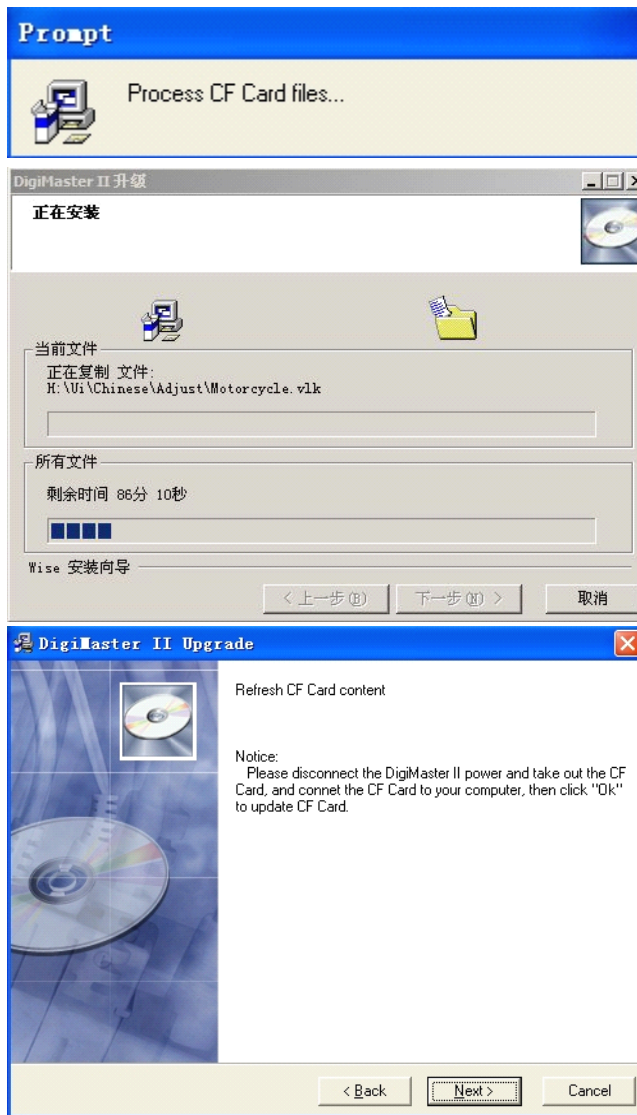 Prompt
Process CF Card files...
DigiMaster II 升级
正在安装
当前文件
正在复制 文件:
H:\Ui\Chinese\Adjust\Motorcycle.vlk
所有文件
剩余时间 86分 10秒
Wise 安装向导
< 上一步(B)
下一步(N) >
取消
DigiMaster II Upgrade
Refresh CF Card content
Notice:
Please disconnect the DigiMaster II power and take out the CF
Card, and connet the CF Card to your computer, then click "Ok"
to update CF Card.
< Back
Next >
Cancel